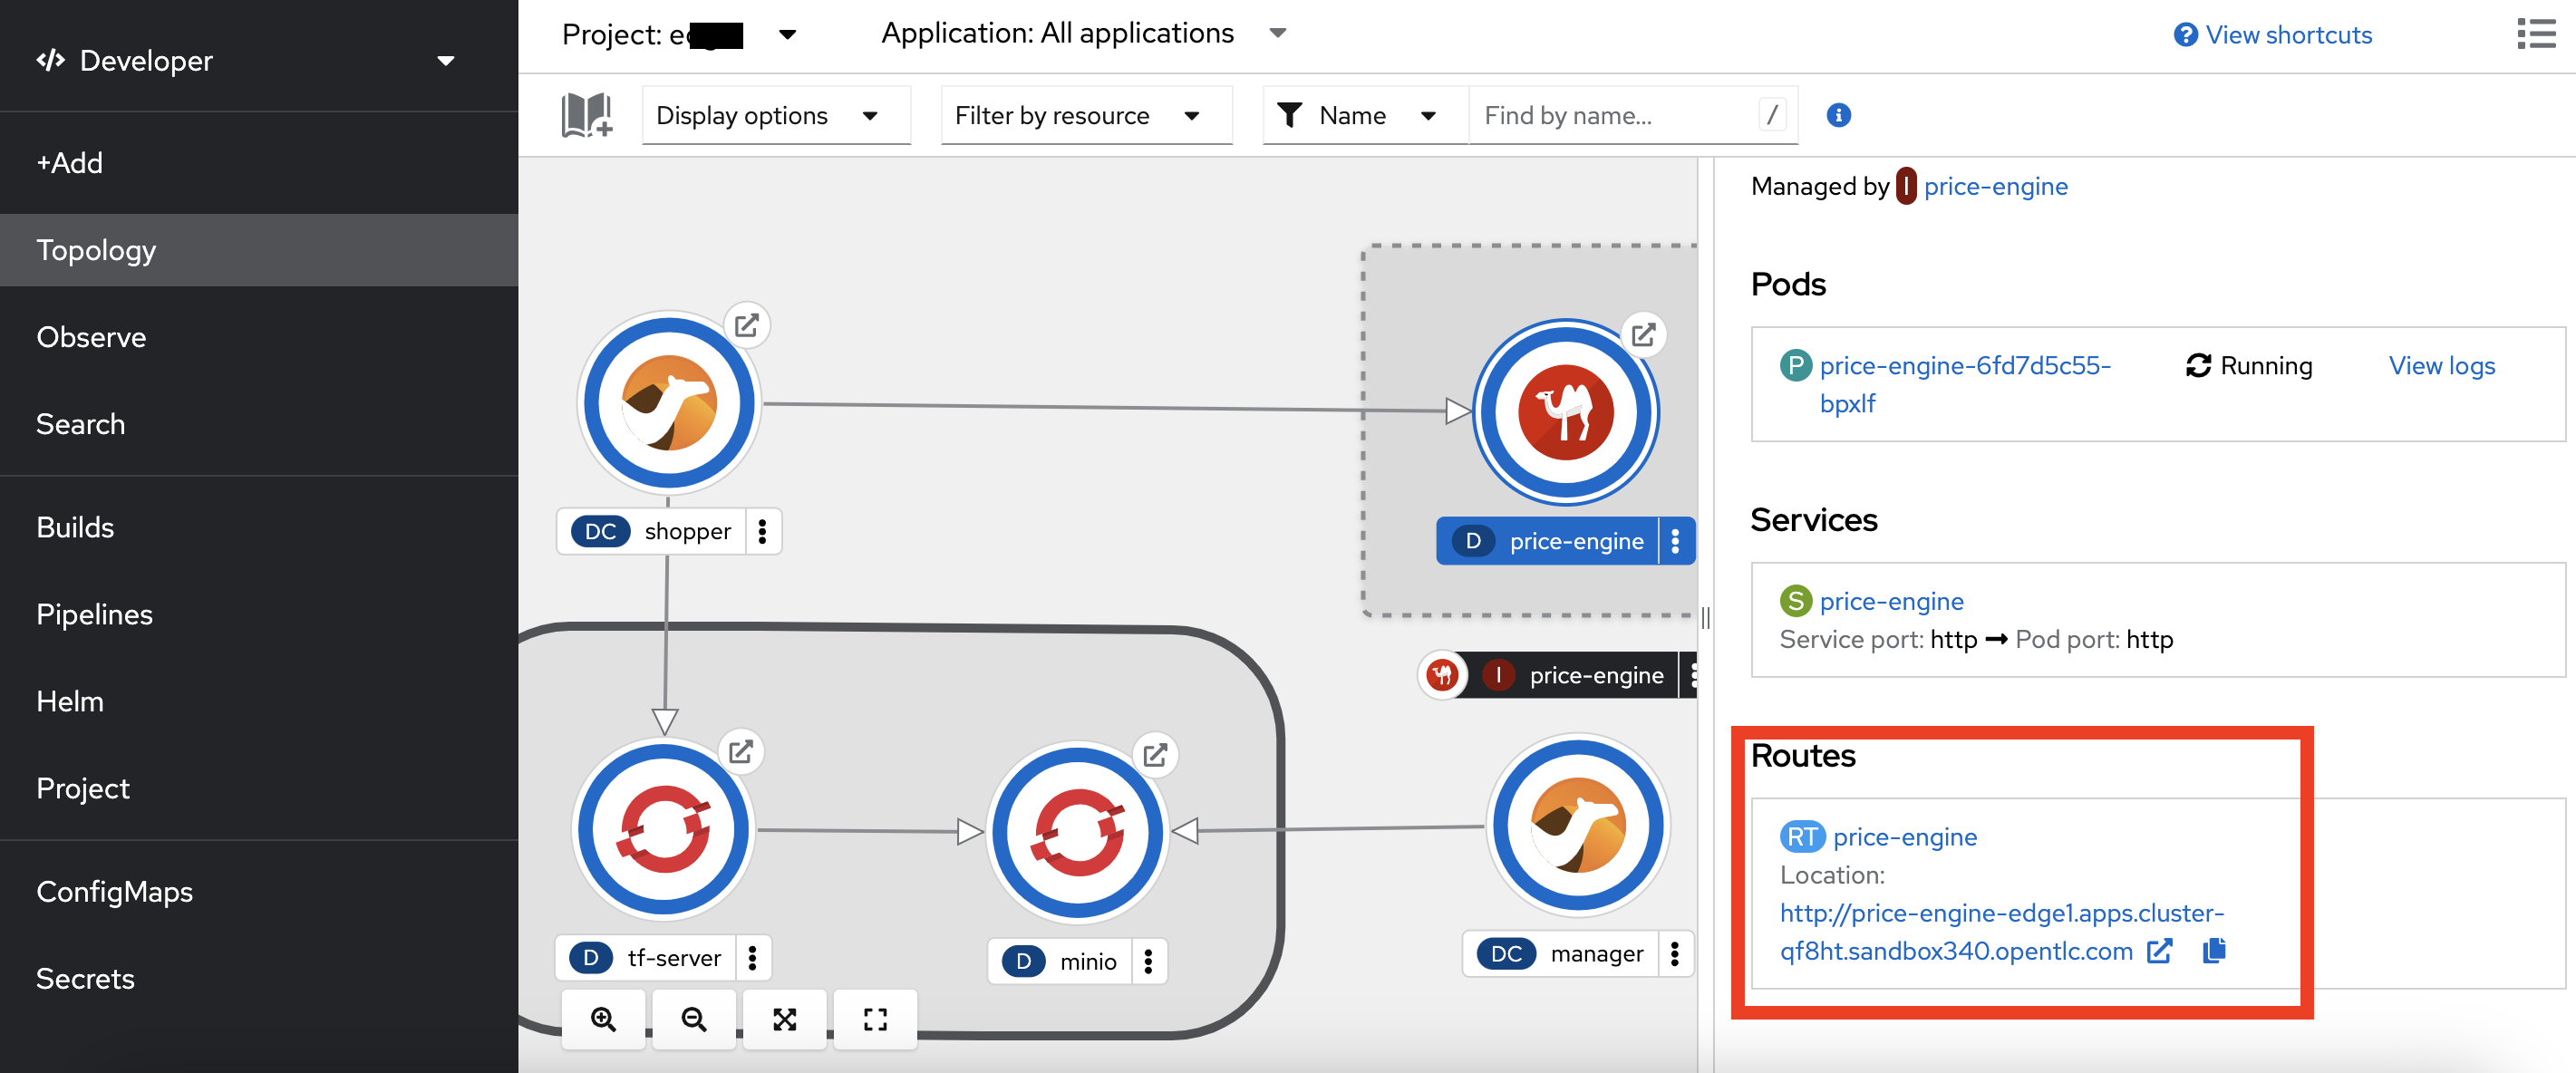 Developer
+Add
Topology
Observe
Search
Builds
Pipelines
Helm
Project
ConfigMaps
Secrets
Project:
Application: All applications
View shortcuts
Display options
Filter by resource
Name
Find by name...
/
shopper
DC
price-engine
D
price-engine
I
tf-server
D
minio
D
manager
DC
Managed by I price-engine
Pods
P price-engine-6fd7d5c55-
bpxlf
Running
View logs
Services
S price-engine
Service port: http → Pod port: http
Routes
RT price-engine
Location:
http://price-engine-edge1.apps.cluster-
qf8ht.sandbox340.opentlc.com